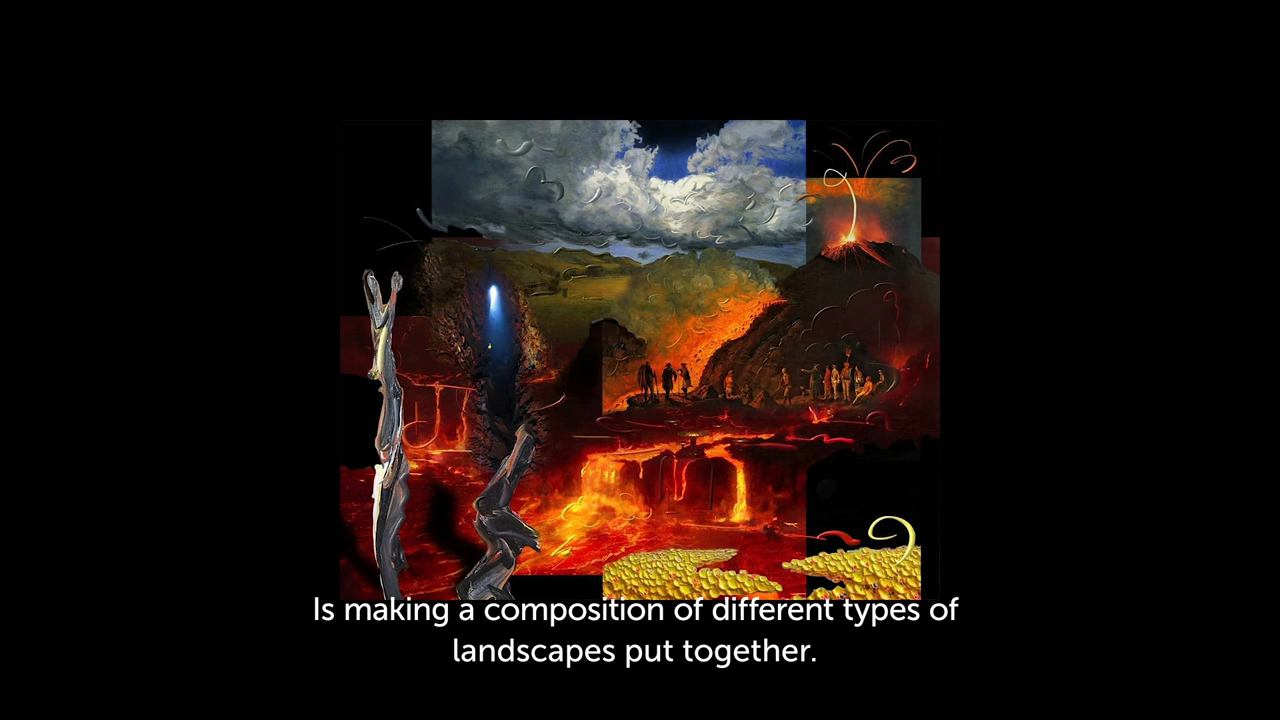 Is making a composition of different types of
landscapes put together.